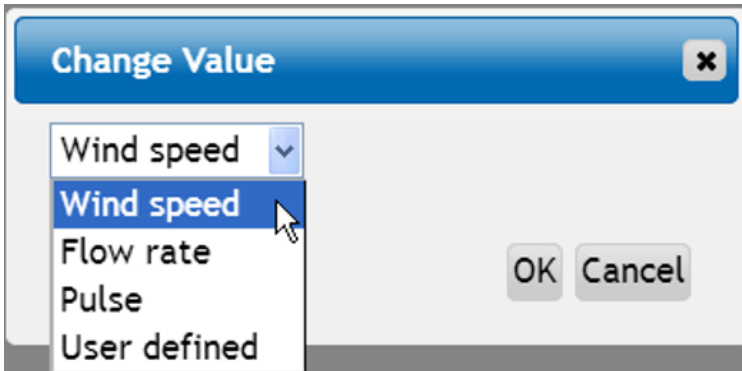 Change Value
Wind speed
Wind speed
Flow rate
Pulse
User defined
OK Cancel